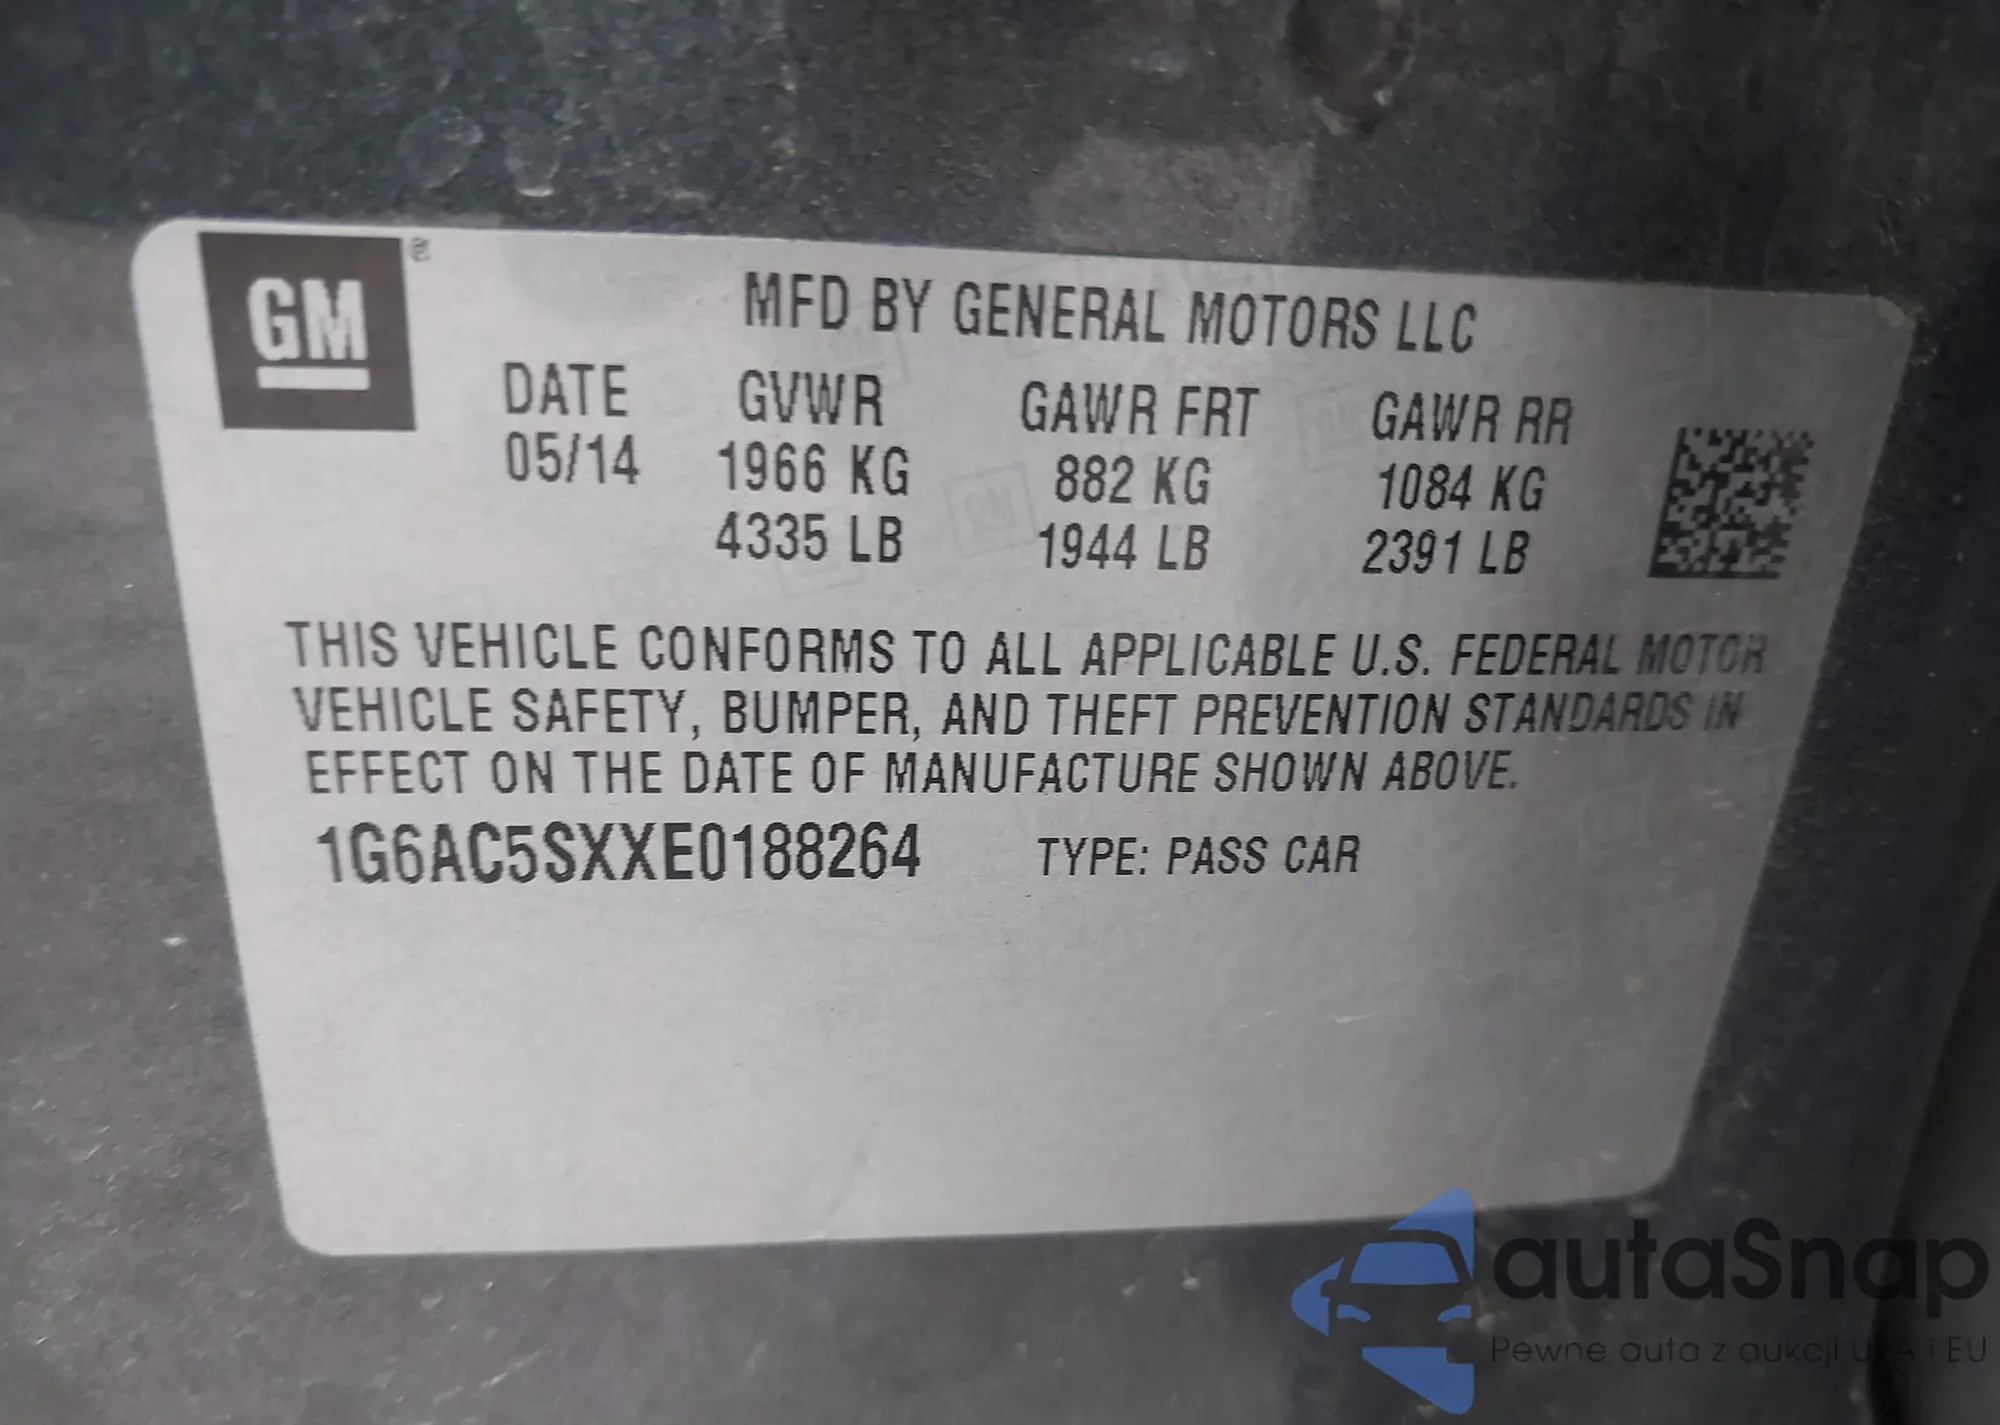 GM ®
MFD BY GENERAL MOTORS LLC
DATE GVWR GAWR FRT GAWR RR
05/14 1966 KG 882 KG 1084 KG
4335 LB 1944 LB 2391 LB
THIS VEHICLE CONFORMS TO ALL APPLICABLE U.S. FEDERAL MOTOR
VEHICLE SAFETY, BUMPER, AND THEFT PREVENTION STANDARDS IN
EFFECT ON THE DATE OF MANUFACTURE SHOWN ABOVE.
1G6AC5SXXE0188264 TYPE: PASS CAR
autaSnap
Pewne auta z aukcji USA i EU